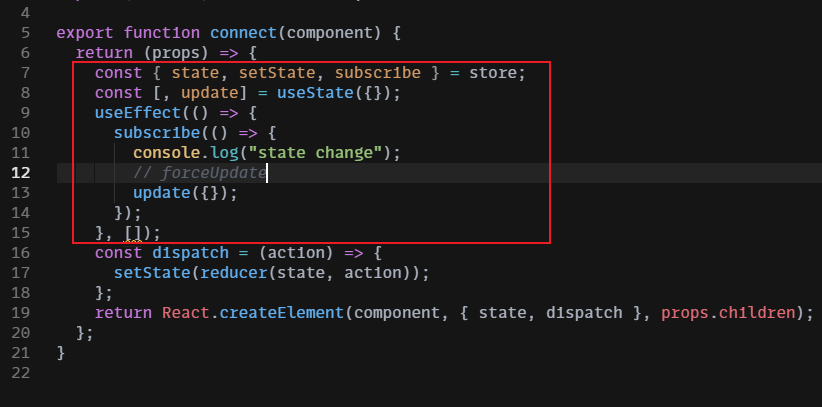 4
5 export function connect(component) {
6 return (props) => {
7 const { state, setState, subscribe } = store;
8 const [, update] = useState({});
9 useEffect(() => {
10 subscribe(() => {
11 console.log("state change");
12 // forceUpdate
13 update({});
14 });
15 }, []);
16 const dispatch = (action) => {
17 setState(reducer(state, action));
18 };
19 return React.createElement(component, { state, dispatch }, props.children);
20 };
21 }
22